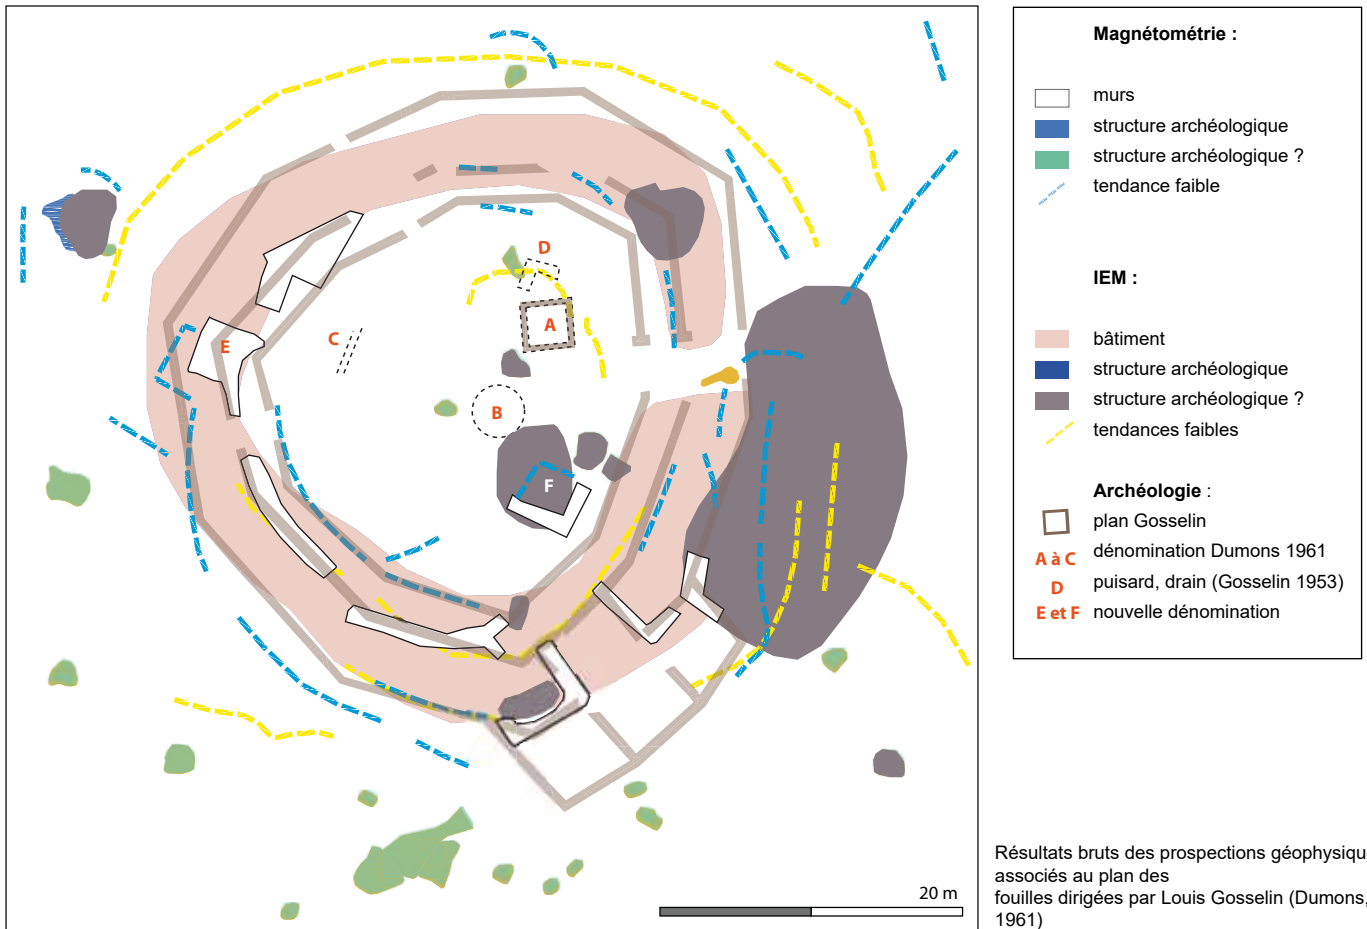 D
A
C
E
B
F
20 m
Magnétométrie :
murs
structure archéologique
structure archéologique ?
tendance faible
IEM :
bâtiment
structure archéologique
structure archéologique ?
tendances faibles
Archéologie :
plan Gosselin
A à C dénomination Dumons 1961
D puisard, drain (Gosselin 1953)
E et F nouvelle dénomination
Résultats bruts des prospections géophysiqu
associés au plan des
fouilles dirigées par Louis Gosselin (Dumons,
1961)